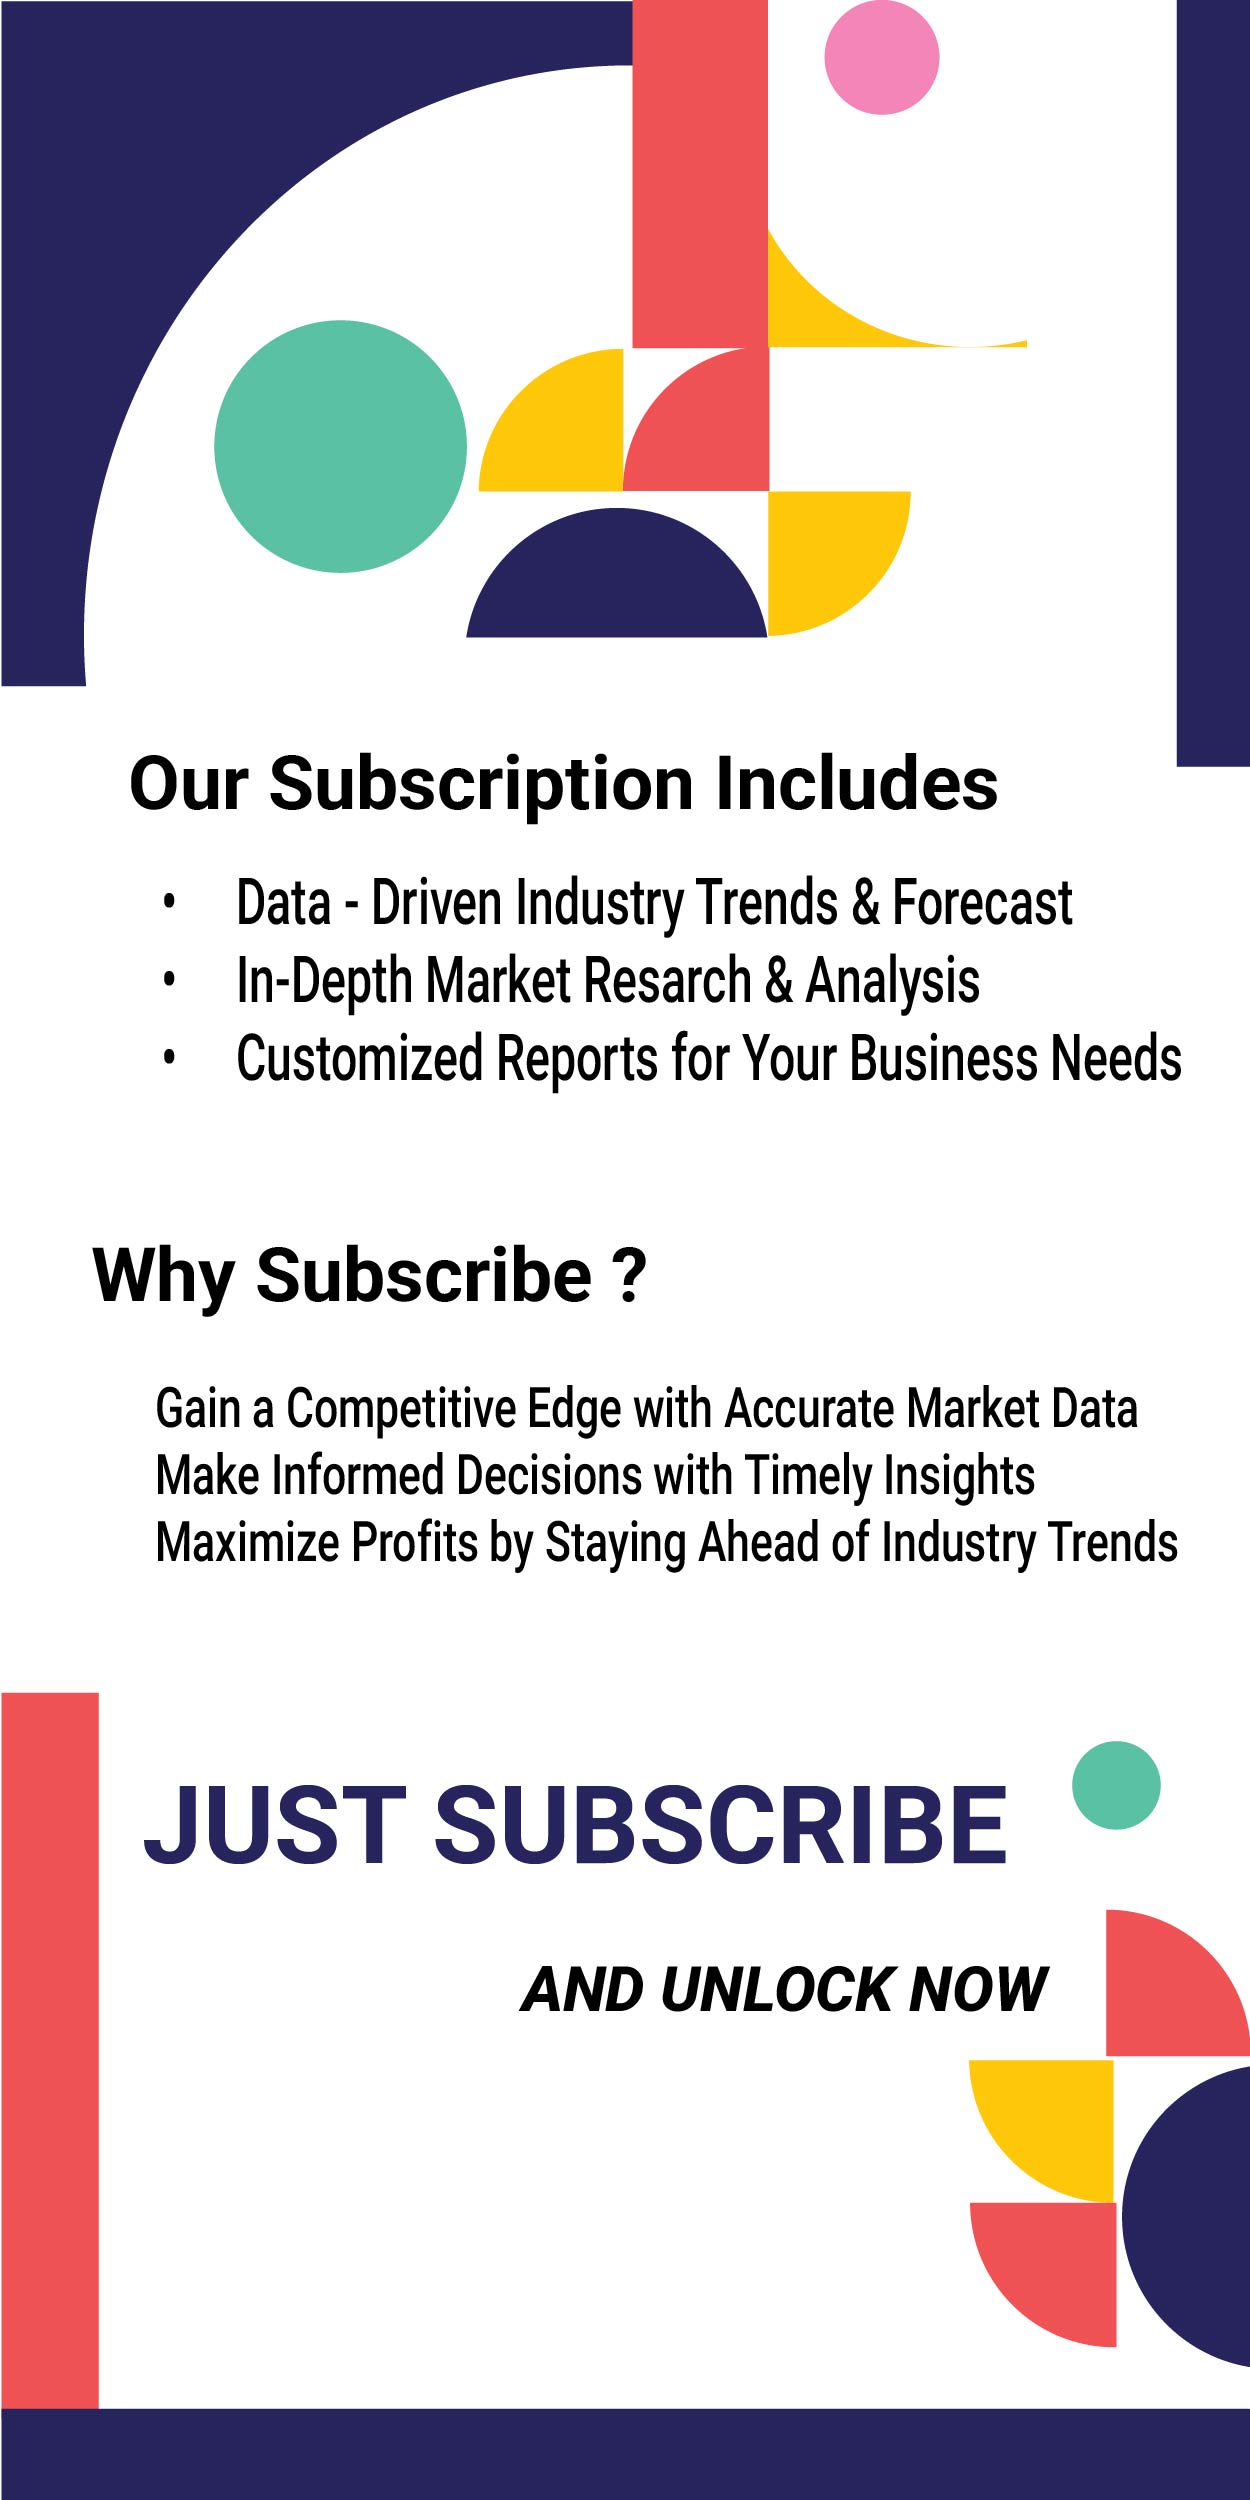 Our Subscription Includes
• Data - Driven Industry Trends & Forecast
• In-Depth Market Resarch & Analysis
• Customized Reports for Your Business Needs
Why Subscribe ?
Gain a Competitive Edge with Accurate Market Data
Make Informed Decisions with Timely Insights
Maximize Profits by Staying Ahead of Industry Trends
JUST SUBSCRIBE
AND UNLOCK NOW